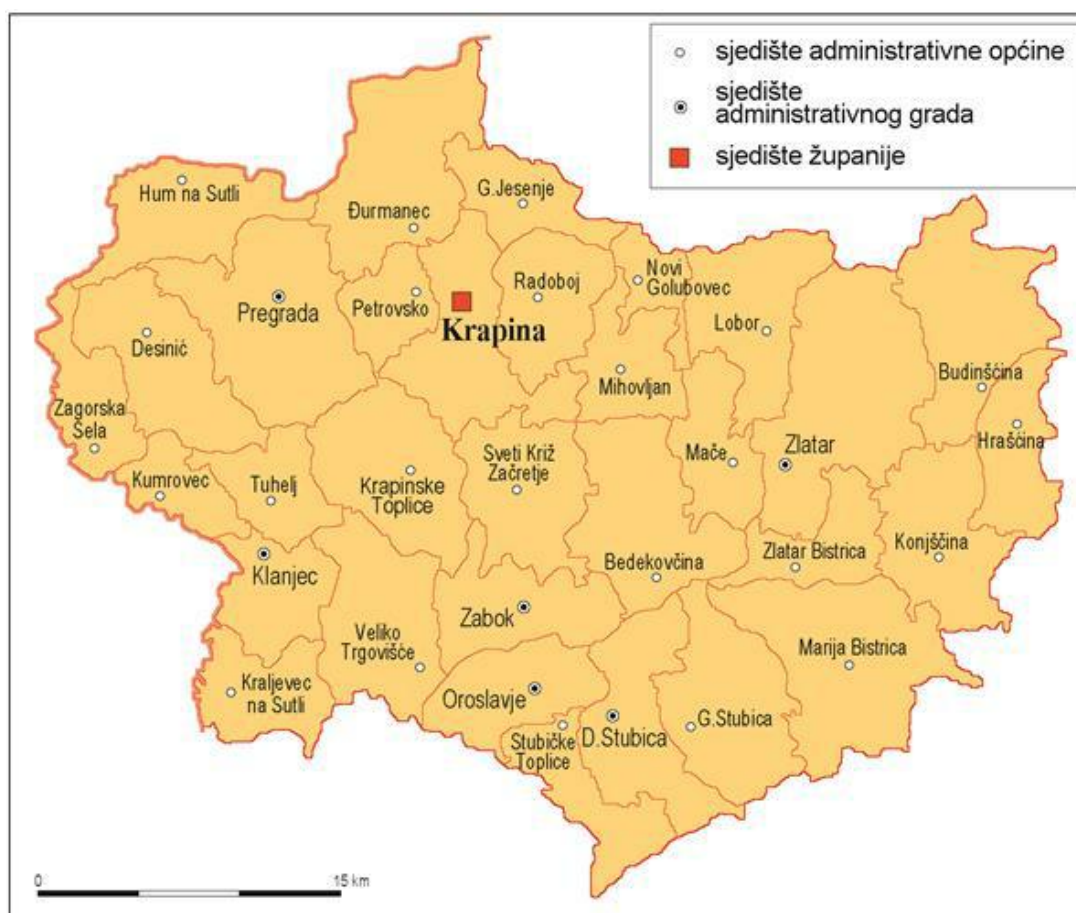 sjedište administrativne općine
sjedište
administrativnog grada
sjedište županije
Hum na Sutli
G.Jesenje
Đurmanec
Novi
Golubovec
Radoboj
Petrovsko
Pregrada
Krapina
Lobor
Desinić
Mihovljan
Budinšćina
Zagorska
Sela
Hrašćina
Zlatar
Mače
Sveti Križ
Začretje
Kumrovec
Tuhelj
Krapinske
Toplice
Konjščina
Zlatar Bistrica
Bedekovčina
Klanjec
Zabok
Veliko
Trgovišće
Marija Bistrica
Kraljevec
na Sutli
Oroslavje
G.Stubica
D.Stubica
Stubičke
Toplice
0 15 km